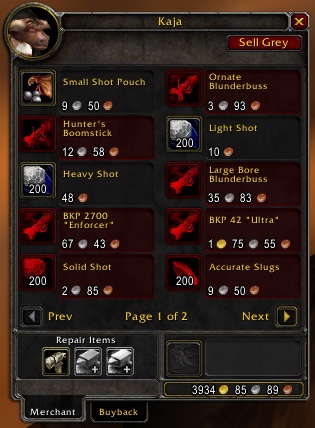 Kaja
Sell Grey
Small Shot Pouch
9 50
Ornate
Blunderbuss
3 93
Hunter's
Boomstick
12 58
Light Shot
200
10
Heavy Shot
200
48
Large Bore
Blunderbuss
35 83
BKP 2700
"Enforcer"
67 43
BKP 42 "Ultra"
1 75 55
Solid Shot
200
2 85
Accurate Slugs
200
9 50
Prev
Page 1 of 2
Next
Repair Items
3934 85 89
Merchant
Buyback